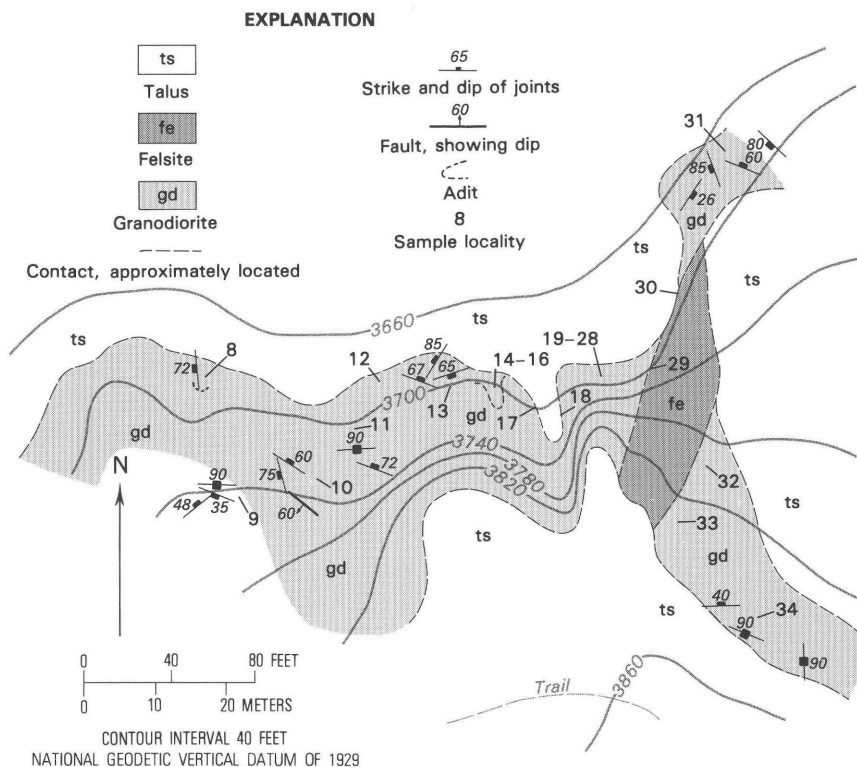 EXPLANATION
ts
Talus
fe
Felsite
gd
Granodiorite
Contact, approximately located
65
Strike and dip of joints
60
Fault, showing dip
Adit
8
Sample locality
31
80
60
85
26
gd
ts
30
ts
3660
ts
19–28
ts
85
14–16
12
8
72
67
65
29
3700
13
17
18
gd
fe
11
gd
3740
90
3780
72
3820
60
32
N
75
10
90
60
9
48
35
33
ts
ts
gd
gd
40
34
ts
90
90
0 40 80 FEET
0 10 20 METERS
Trail
3860
CONTOUR INTERVAL 40 FEET
NATIONAL GEODETIC VERTICAL DATUM OF 1929